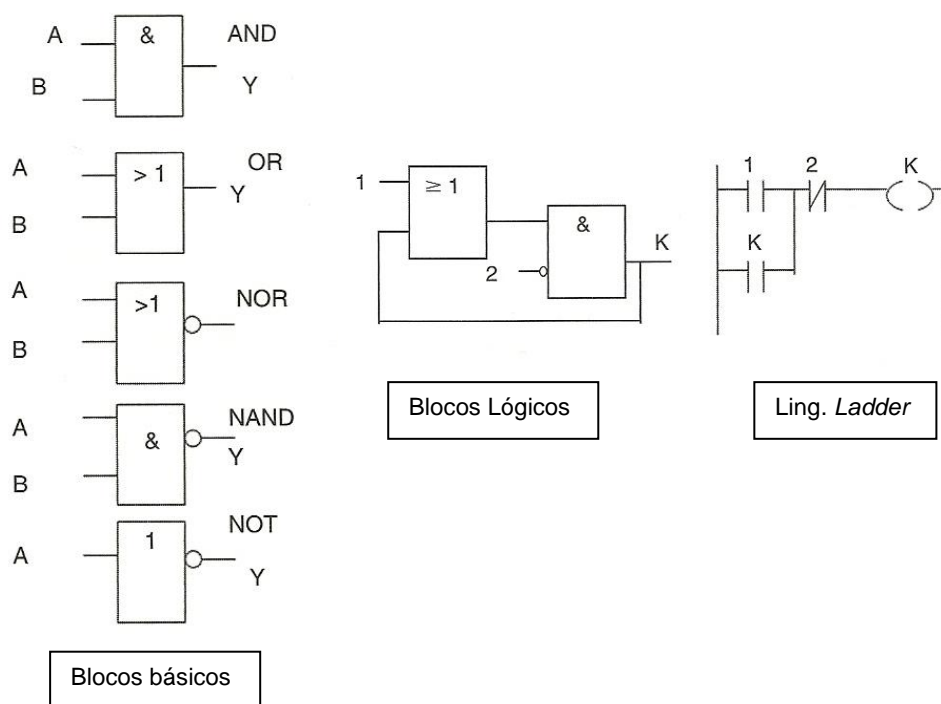 A
&
AND
B
Y
A
> 1
OR
Y
B
A
>1
NOR
B
A
&
NAND
Y
B
A
1
NOT
Y
Blocos básicos
1
≥ 1
&
K
2
Blocos Lógicos
1
2
K
K
Ling. Ladder